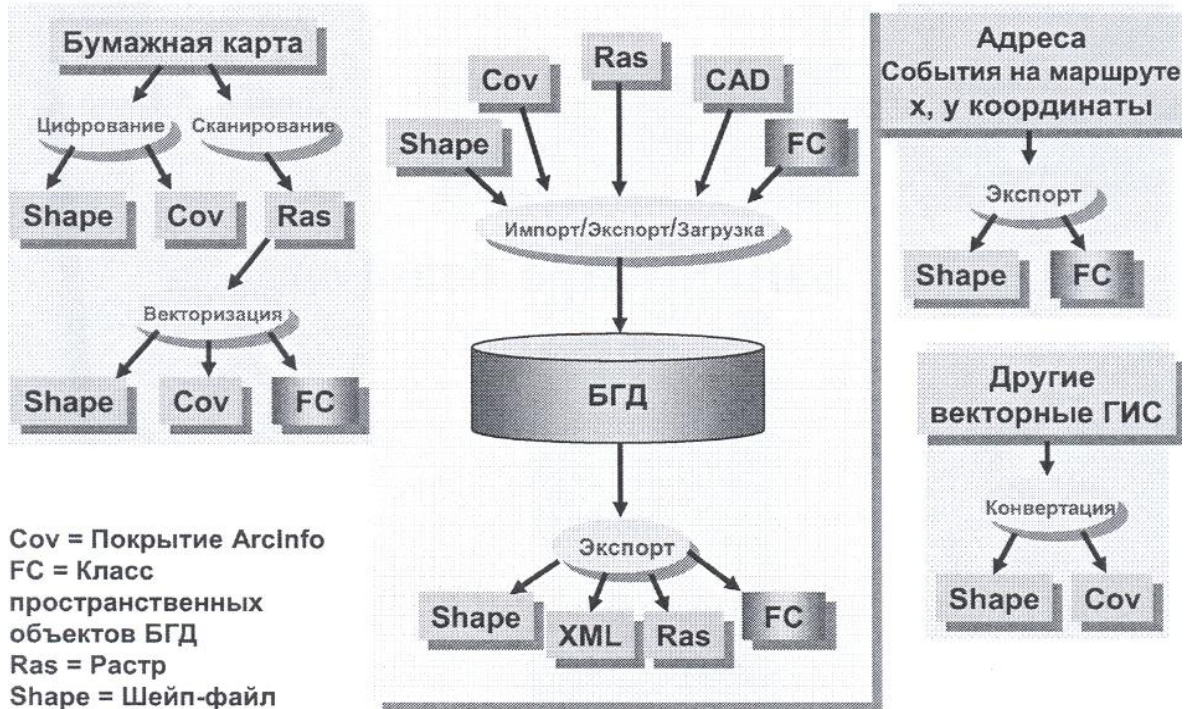 Бумажная карта
Цифрование
Сканирование
Shape
Cov
Ras
Векторизация
Shape
Cov
FC
Cov = Покрытие ArcInfo
FC = Класс
пространственных
объектов БГД
Ras = Растр
Shape = Шейп-файл
Shape
Cov
Ras
CAD
FC
Импорт/Экспорт/Загрузка
БГД
Экспорт
Shape
XML
Ras
FC
Адреса
События на маршруте
x, y координаты
Экспорт
Shape
FC
Другие
векторные ГИС
Конвертация
Shape
Cov